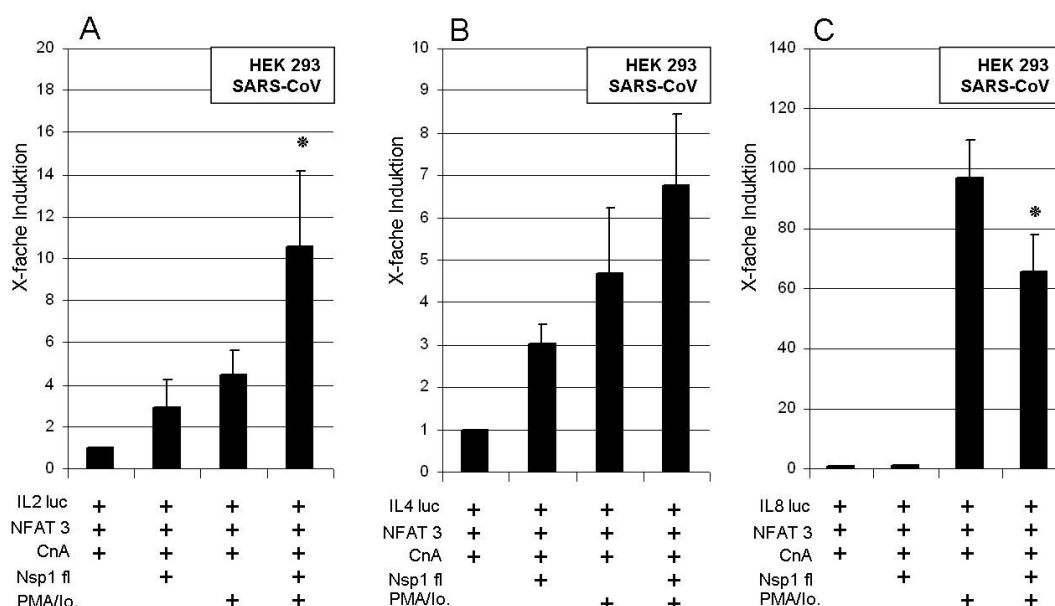 A
HEK 293
SARS-CoV
X-fache Induktion
20
18
16
14
12
10
8
6
4
2
0
※
IL2 luc + + + +
NFAT 3 + + + +
CnA + + + +
Nsp1 fl + +
PMA/Io. + +
B
HEK 293
SARS-CoV
X-fache Induktion
10
9
8
7
6
5
4
3
2
1
0
IL4 luc + + + +
NFAT 3 + + + +
CnA + + + +
Nsp1 fl + +
PMA/Io. + +
C
HEK 293
SARS-CoV
X-fache Induktion
140
120
100
80
60
40
20
0
※
IL8 luc + + + +
NFAT 3 + + + +
CnA + + + +
Nsp1 fl + +
PMA/Io. + +